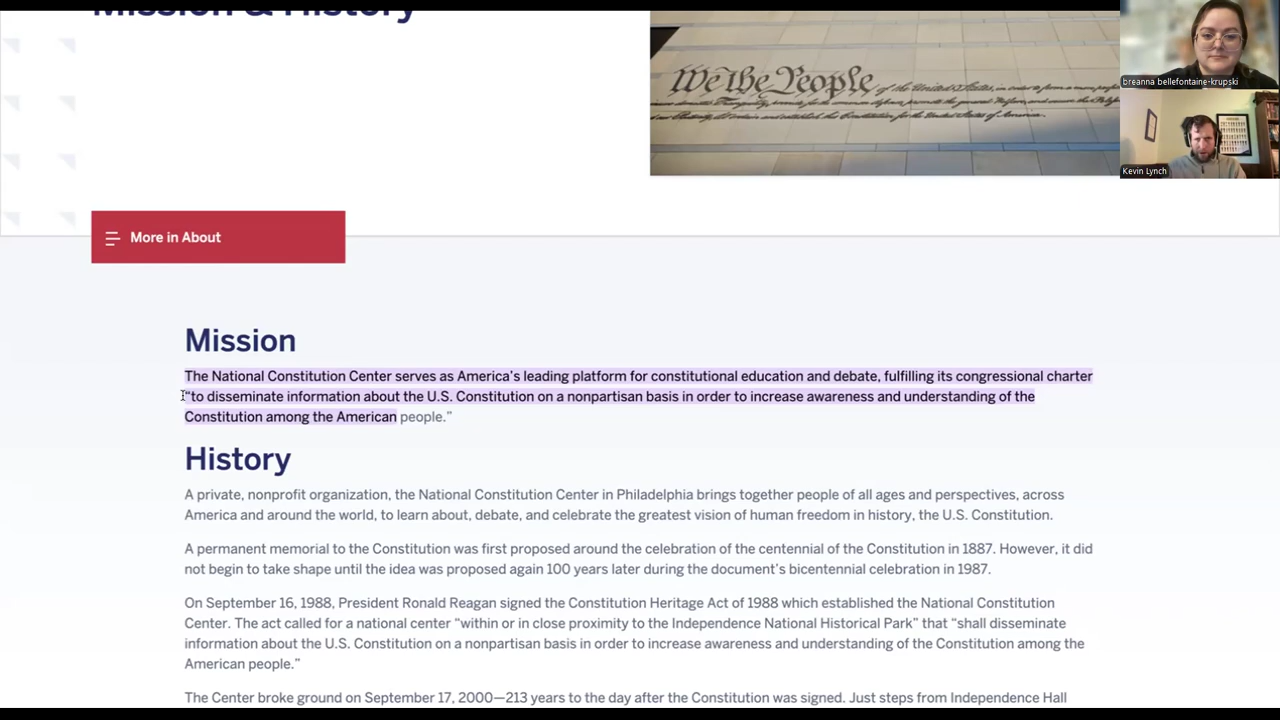 Mission & History
We the People of the United States,
breanna bellefontaine-krupski
Kevin Lynch
More in About
Mission
The National Constitution Center serves as America's leading platform for constitutional education and debate, fulfilling its congressional charter
“to disseminate information about the U.S. Constitution on a nonpartisan basis in order to increase awareness and understanding of the
Constitution among the American people.”
History
A private, nonprofit organization, the National Constitution Center in Philadelphia brings together people of all ages and perspectives, across
America and around the world, to learn about, debate, and celebrate the greatest vision of human freedom in history, the U.S. Constitution.
A permanent memorial to the Constitution was first proposed around the celebration of the centennial of the Constitution in 1887. However, it did
not begin to take shape until the idea was proposed again 100 years later during the document's bicentennial celebration in 1987.
On September 16, 1988, President Ronald Reagan signed the Constitution Heritage Act of 1988 which established the National Constitution
Center. The act called for a national center “within or in close proximity to the Independence National Historical Park” that “shall disseminate
information about the U.S. Constitution on a nonpartisan basis in order to increase awareness and understanding of the Constitution among the
American people.”
The Center broke ground on September 17, 2000—213 years to the day after the Constitution was signed. Just steps from Independence Hall